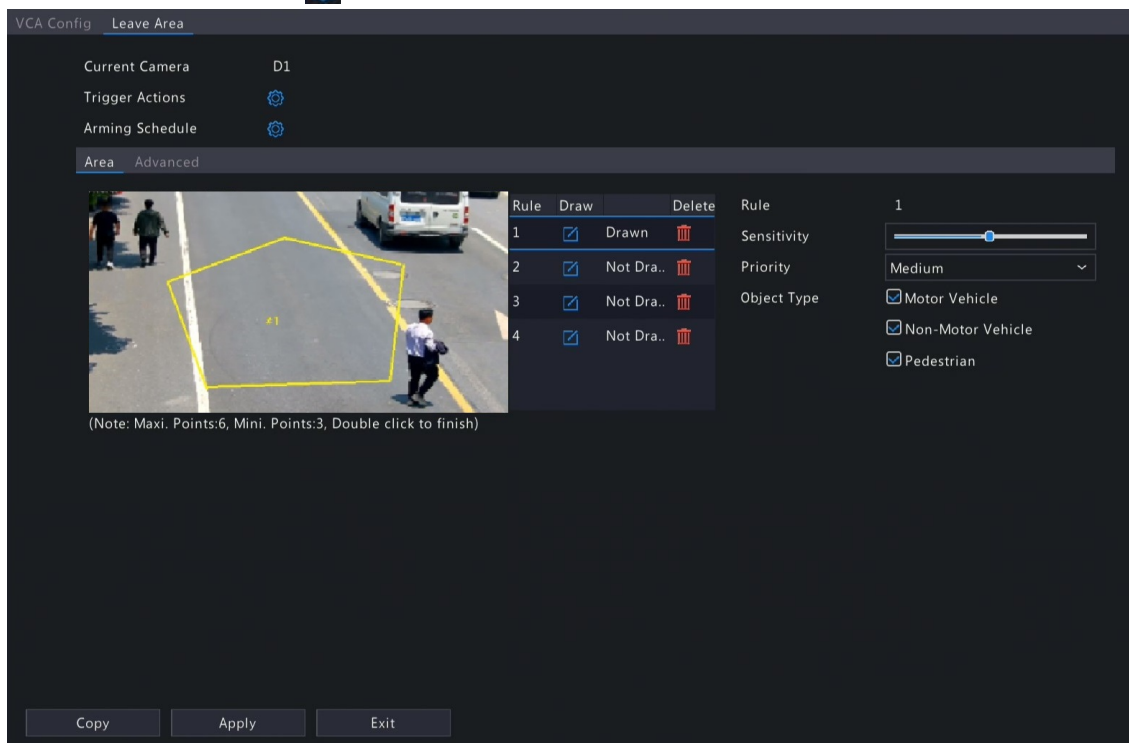 VCA Config Leave Area
Current Camera D1
Trigger Actions
Arming Schedule
Area Advanced
Rule Draw Delete
1 Drawn
2 Not Dra..
3 Not Dra..
4 Not Dra..
#1
(Note: Maxi. Points:6, Mini. Points:3, Double click to finish)
Rule 1
Sensitivity
Priority Medium
Object Type Motor Vehicle
Non-Motor Vehicle
Pedestrian
Copy Apply Exit